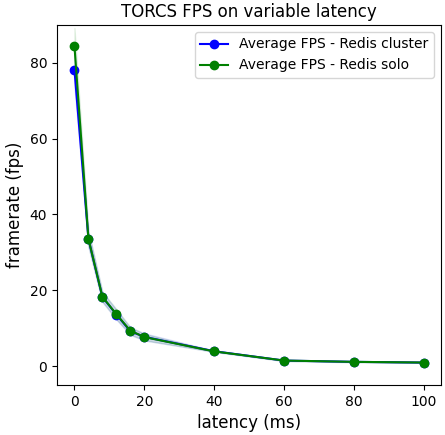 TORCS FPS on variable latency
Average FPS - Redis cluster
Average FPS - Redis solo
framerate (fps)
80
60
40
20
0
0 20 40 60 80 100
latency (ms)